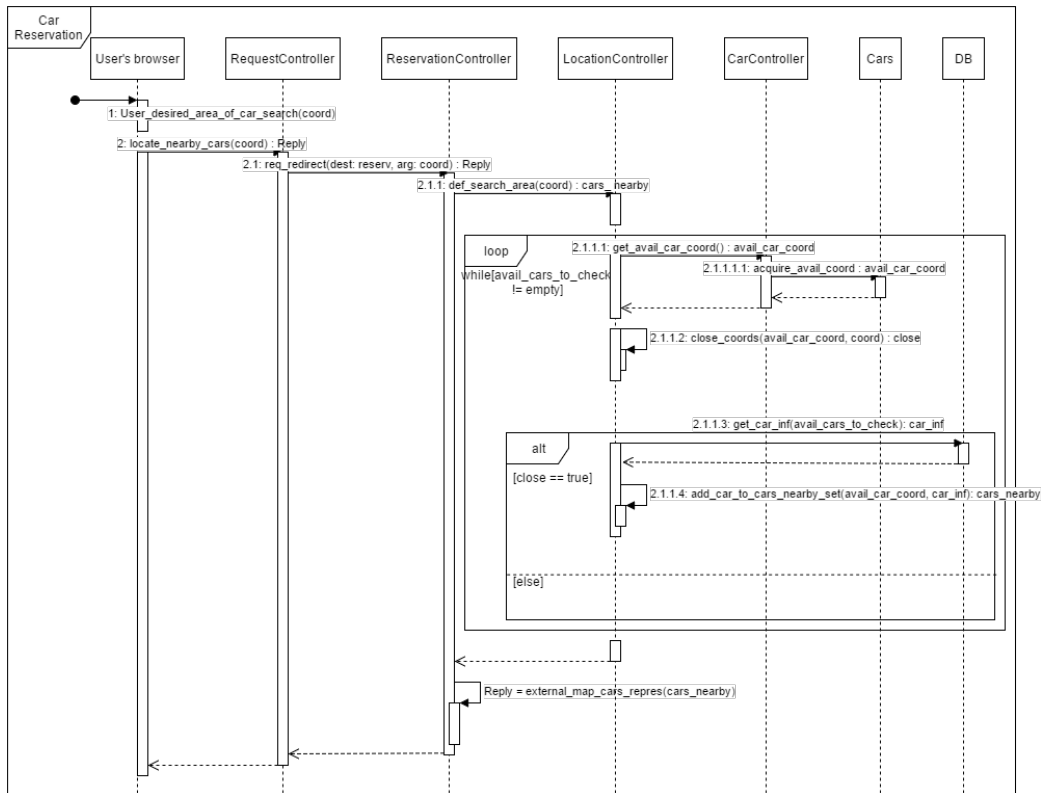 Car
Reservation
User's browser
RequestController
ReservationController
LocationController
CarController
Cars
DB
1: User_desired_area_of_car_search(coord)
2: locate_nearby_cars(coord) : Reply
2.1: req_redirect(dest: reserv, arg: coord) : Reply
2.1.1: def_search_area(coord) : cars_ nearby
loop
2.1.1.1: get_avail_car_coord() : avail_car_coord
while[avail_cars_to_check
!= empty]
2.1.1.1.1: acquire_avail_coord : avail_car_coord
2.1.1.2: close_coords(avail_car_coord, coord) : close
2.1.1.3: get_car_inf(avail_cars_to_check): car_inf
alt
[close == true]
2.1.1.4: add_car_to_cars_nearby_set(avail_car_coord, car_inf): cars_nearby
[else]
Reply = external_map_cars_repres(cars_nearby)